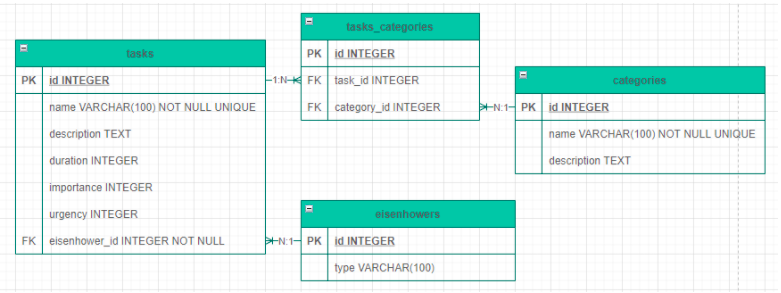 tasks
PK id INTEGER
name VARCHAR(100) NOT NULL UNIQUE
description TEXT
duration INTEGER
importance INTEGER
urgency INTEGER
FK eisenhower_id INTEGER NOT NULL
1:N
N:1
tasks_categories
PK id INTEGER
FK task_id INTEGER
FK category_id INTEGER
N:1
categories
PK id INTEGER
name VARCHAR(100) NOT NULL UNIQUE
description TEXT
eisenhowers
PK id INTEGER
type VARCHAR(100)